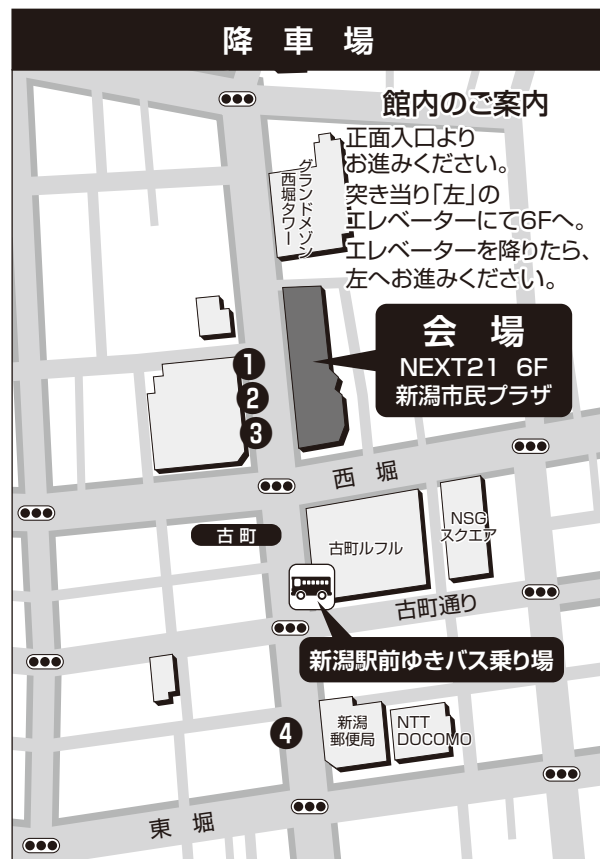 降車場
館内のご案内
正面入口より
お進みください。
突き当り「左」の
エレベーターにて6Fへ。
エレベーターを降りたら、
左へお進みください。
グランドメゾン
西堀タワー
会場
NEXT21 6F
新潟市民プラザ
1
2
3
西堀
古町
古町ルフル
NSG
スクエア
古町通り
新潟駅前ゆきバス乗り場
4
新潟
郵便局
NTT
DOCOMO
東堀